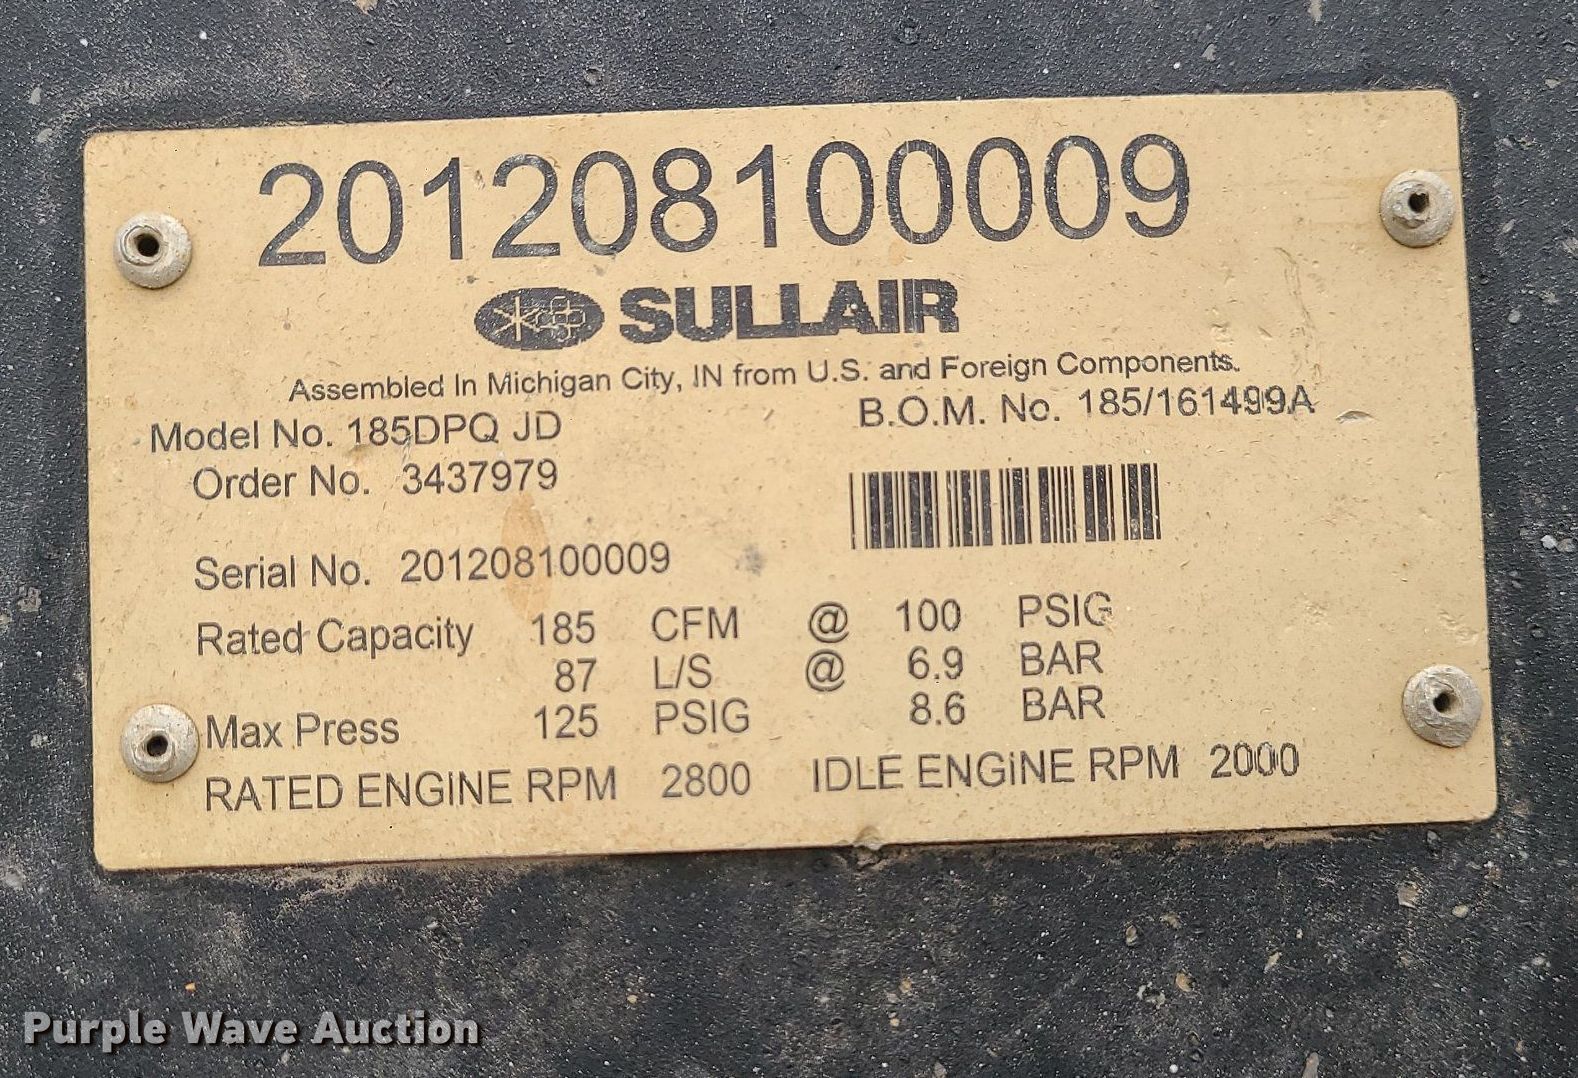 201208100009
SULLAIR
Assembled In Michigan City, IN from U.S. and Foreign Components.
Model No. 185DPQ JD B.O.M. No. 185/161499A
Order No. 3437979
Serial No. 201208100009
Rated Capacity 185 CFM @ 100 PSIG
87 L/S @ 6.9 BAR
Max Press 125 PSIG 8.6 BAR
RATED ENGINE RPM 2800 IDLE ENGiNE RPM 2000
Purple Wave Auction